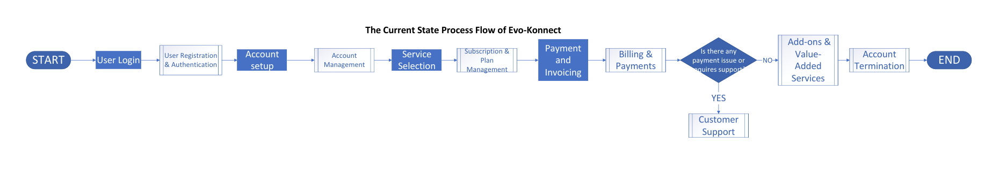 The Current State Process Flow of Evo-Konnect
START
User Login
User Registration
& Authentication
Account
setup
Account
Management
Service
Selection
Subscription &
Plan
Management
Payment
and
Invoicing
Billing &
Payments
Is there any
payment issue or
equires support?
NO
Add-ons &
Value-
Added
Services
Account
Termination
END
YES
Customer
Support